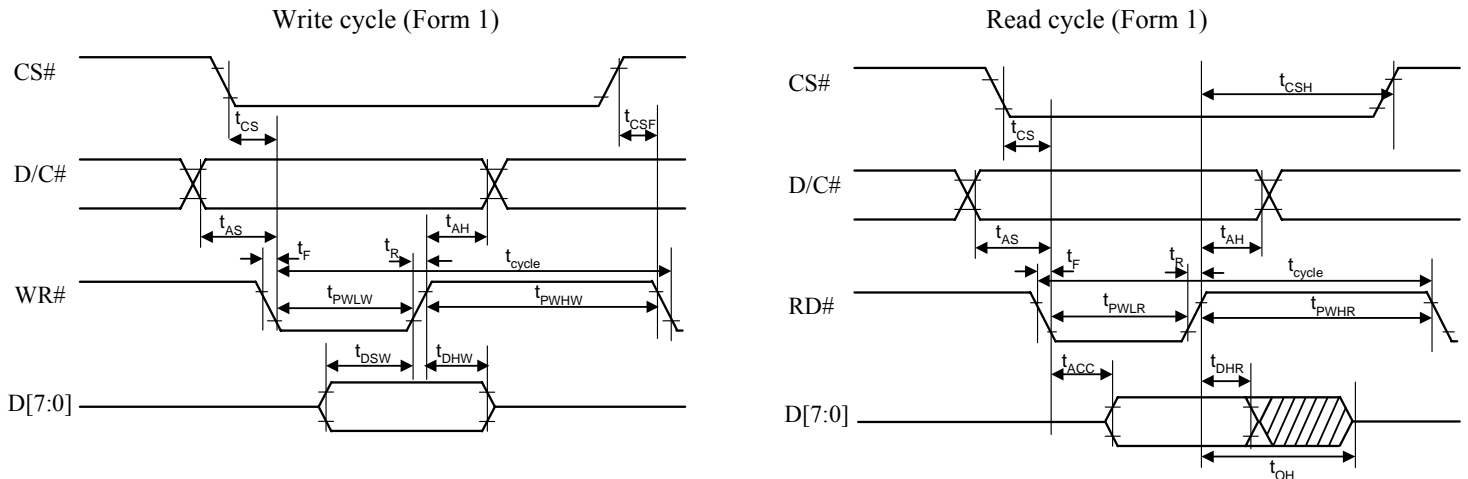 Write cycle (Form 1)
CS#
tCS
tCSF
D/C#
tAS
tAH
tF
tR
tcycle
WR#
tPWLW
tPWHW
tDSW
tDHW
D[7:0]
Read cycle (Form 1)
CS#
tCSH
tCS
D/C#
tAS
tAH
tF
tR
tcycle
RD#
tPWLR
tPWHR
tACC
tDHR
D[7:0]
tOH